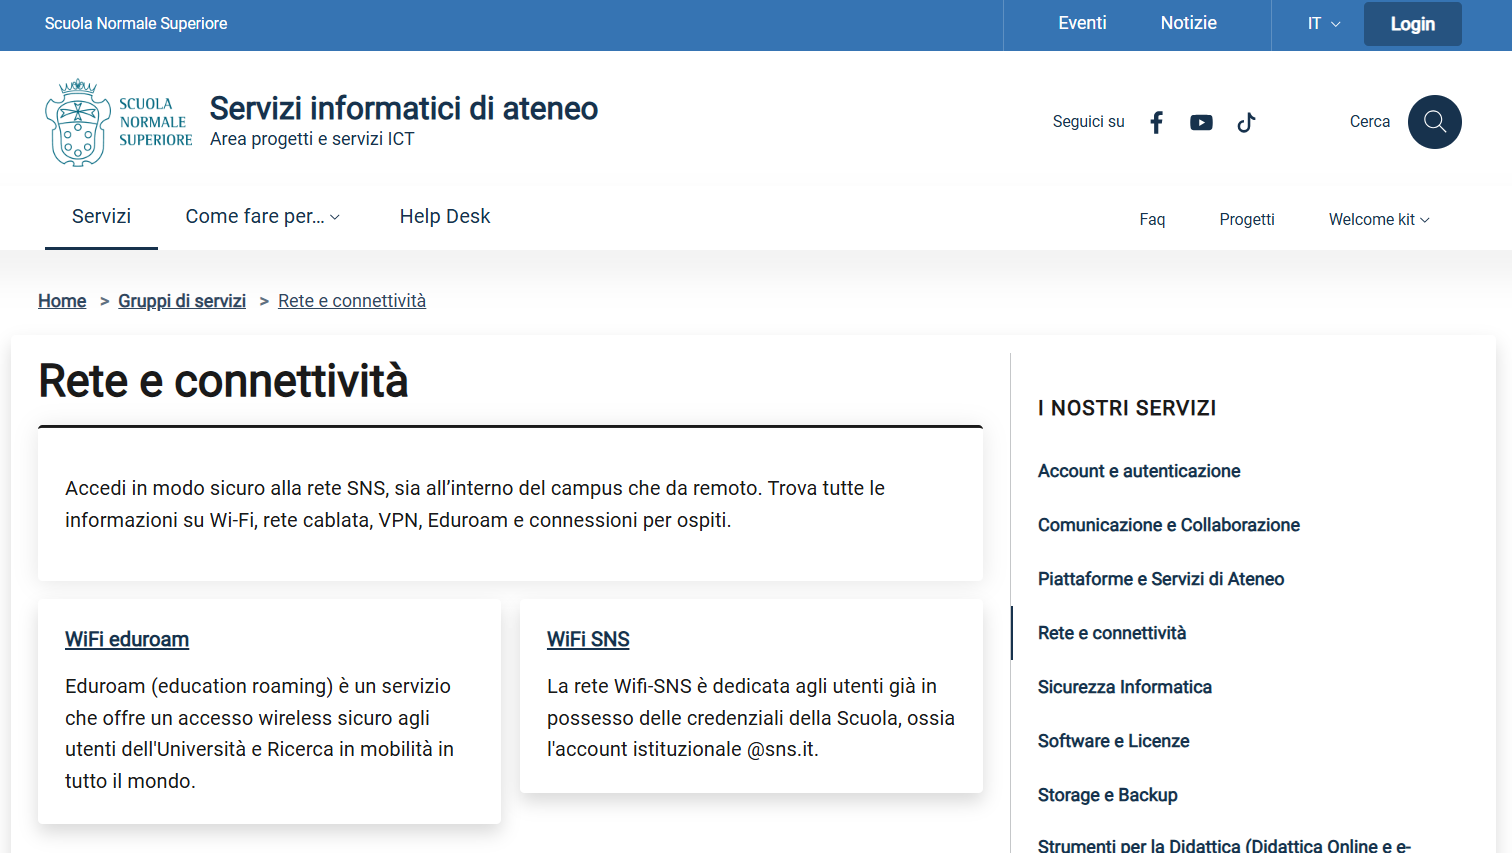 Scuola Normale Superiore
Eventi
Notizie
IT
Login
SCUOLA
NORMALE
SUPERIORE
Servizi informatici di ateneo
Area progetti e servizi ICT
Seguici su
Cerca
Servizi
Come fare per...
Help Desk
Faq
Progetti
Welcome kit
Home > Gruppi di servizi > Rete e connettività
Rete e connettività
Accedi in modo sicuro alla rete SNS, sia all’interno del campus che da remoto. Trova tutte le
informazioni su Wi-Fi, rete cablata, VPN, Eduroam e connessioni per ospiti.
WiFi eduroam
Eduroam (education roaming) è un servizio
che offre un accesso wireless sicuro agli
utenti dell'Università e Ricerca in mobilità in
tutto il mondo.
WiFi SNS
La rete Wifi-SNS è dedicata agli utenti già in
possesso delle credenziali della Scuola, ossia
l'account istituzionale @sns.it.
I NOSTRI SERVIZI
Account e autenticazione
Comunicazione e Collaborazione
Piattaforme e Servizi di Ateneo
Rete e connettività
Sicurezza Informatica
Software e Licenze
Storage e Backup
Strumenti per la Didattica (Didattica Online e e-